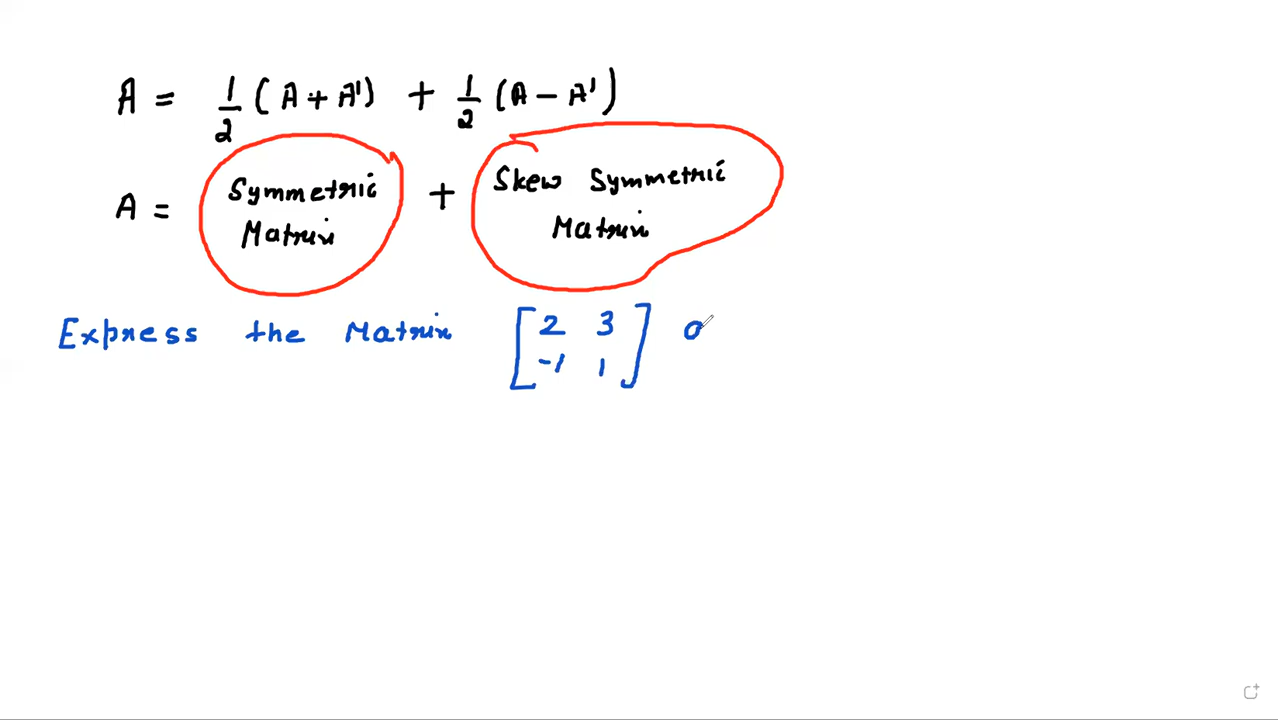 A = 1/2 (A + A') + 1/2 (A - A')
A = Symmetric Matrix + Skew Symmetric Matrix
Express the Matrix [2 3
-1 1] a